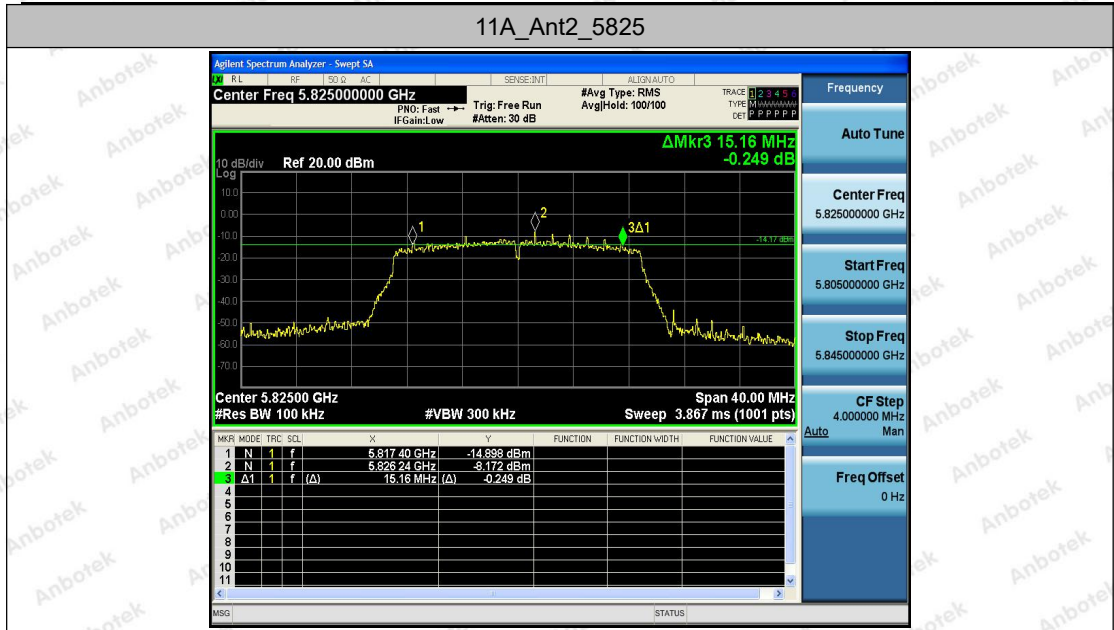 11A_Ant2_5825
Agilent Spectrum Analyzer - Swept SA
RL RF 50 Ω AC SENSE:INT ALIGNAUTO
Center Freq 5.825000000 GHz
PNO: Fast Trig: Free Run
IFGain:Low #Atten: 30 dB
#Avg Type: RMS
Avg|Hold: 100/100
TRACE 1 2 3 4 5 6
TYPE M
DET P P P P P P
ΔMkr3 15.16 MHz
-0.249 dB
10 dB/div Ref 20.00 dBm
Log
10.0
0.00
-10.0
-20.0
-30.0
-40.0
-50.0
-60.0
-70.0
1
2
3Δ1
-14.17 dBm
Center 5.82500 GHz Span 40.00 MHz
#Res BW 100 kHz #VBW 300 kHz Sweep 3.867 ms (1001 pts)
MKR MODE TRC SCL X Y FUNCTION FUNCTION WIDTH FUNCTION VALUE
1 N 1 f 5.817 40 GHz -14.898 dBm
2 N 1 f 5.826 24 GHz -8.172 dBm
3 Δ1 1 f (Δ) 15.16 MHz (Δ) -0.249 dB
4
5
6
7
8
9
10
11
MSG STATUS
Frequency
Auto Tune
Center Freq
5.825000000 GHz
Start Freq
5.805000000 GHz
Stop Freq
5.845000000 GHz
CF Step
4.000000 MHz
Auto Man
Freq Offset
0 Hz
Anbotek